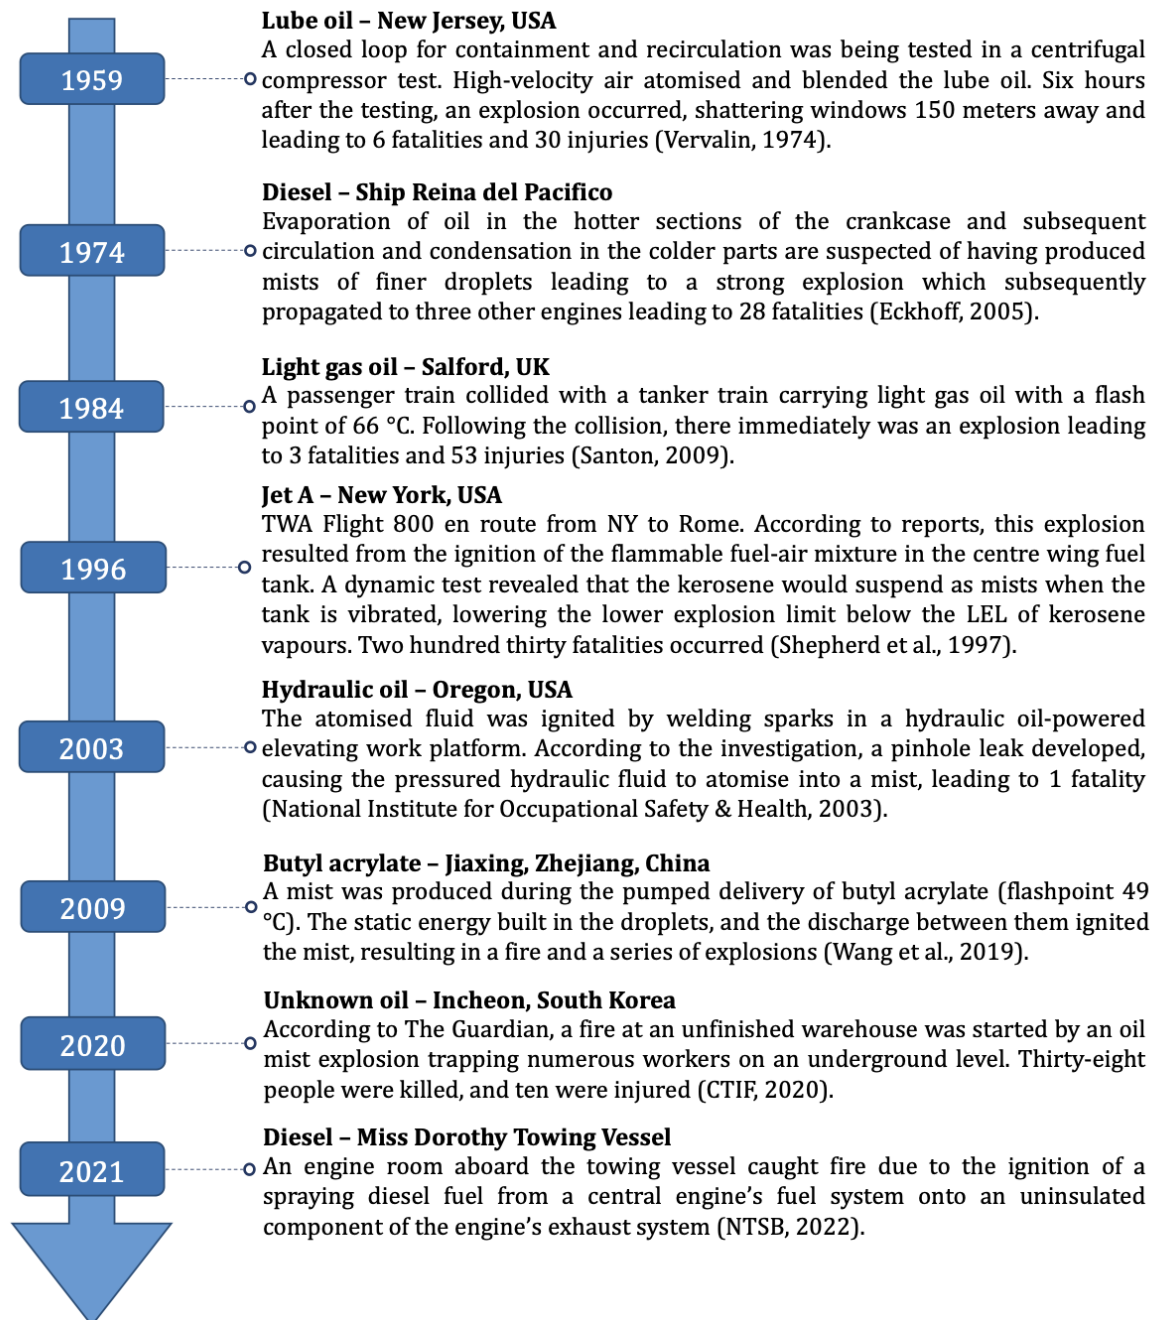 Lube oil – New Jersey, USA
1959
A closed loop for containment and recirculation was being tested in a centrifugal
compressor test. High-velocity air atomised and blended the lube oil. Six hours
after the testing, an explosion occurred, shattering windows 150 meters away and
leading to 6 fatalities and 30 injuries (Vervalin, 1974).
Diesel – Ship Reina del Pacifico
1974
Evaporation of oil in the hotter sections of the crankcase and subsequent
circulation and condensation in the colder parts are suspected of having produced
mists of finer droplets leading to a strong explosion which subsequently
propagated to three other engines leading to 28 fatalities (Eckhoff, 2005).
Light gas oil – Salford, UK
1984
A passenger train collided with a tanker train carrying light gas oil with a flash
point of 66 °C. Following the collision, there immediately was an explosion leading
to 3 fatalities and 53 injuries (Santon, 2009).
Jet A – New York, USA
1996
TWA Flight 800 en route from NY to Rome. According to reports, this explosion
resulted from the ignition of the flammable fuel-air mixture in the centre wing fuel
tank. A dynamic test revealed that the kerosene would suspend as mists when the
tank is vibrated, lowering the lower explosion limit below the LEL of kerosene
vapours. Two hundred thirty fatalities occurred (Shepherd et al., 1997).
Hydraulic oil – Oregon, USA
2003
The atomised fluid was ignited by welding sparks in a hydraulic oil-powered
elevating work platform. According to the investigation, a pinhole leak developed,
causing the pressured hydraulic fluid to atomise into a mist, leading to 1 fatality
(National Institute for Occupational Safety & Health, 2003).
Butyl acrylate – Jiaxing, Zhejiang, China
2009
A mist was produced during the pumped delivery of butyl acrylate (flashpoint 49
°C). The static energy built in the droplets, and the discharge between them ignited
the mist, resulting in a fire and a series of explosions (Wang et al., 2019).
Unknown oil – Incheon, South Korea
2020
According to The Guardian, a fire at an unfinished warehouse was started by an oil
mist explosion trapping numerous workers on an underground level. Thirty-eight
people were killed, and ten were injured (CTIF, 2020).
Diesel – Miss Dorothy Towing Vessel
2021
An engine room aboard the towing vessel caught fire due to the ignition of a
spraying diesel fuel from a central engine's fuel system onto an uninsulated
component of the engine's exhaust system (NTSB, 2022).